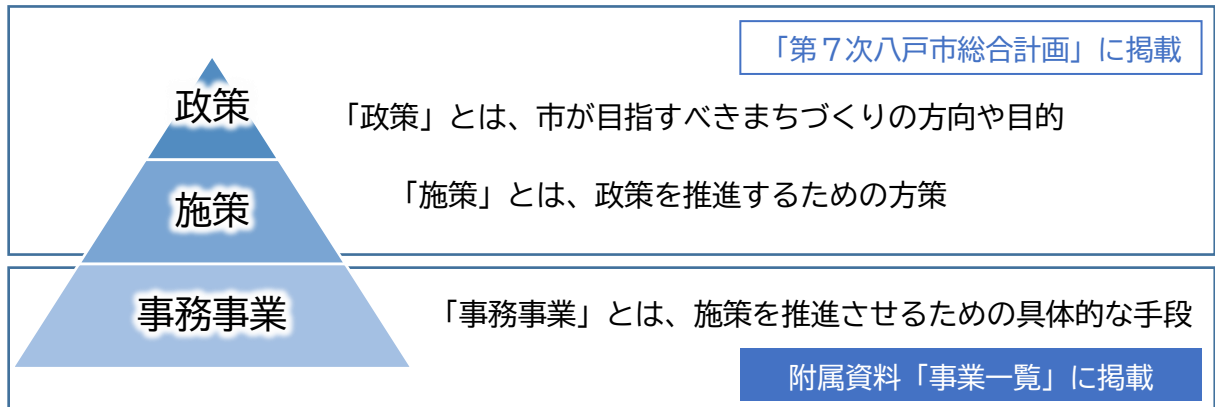 「第７次八戸市総合計画」に掲載
政策
「政策」とは、市が目指すべきまちづくりの方向や目的
施策
「施策」とは、政策を推進するための方策
事務事業
「事務事業」とは、施策を推進させるための具体的な手段
附属資料「事業一覧」に掲載